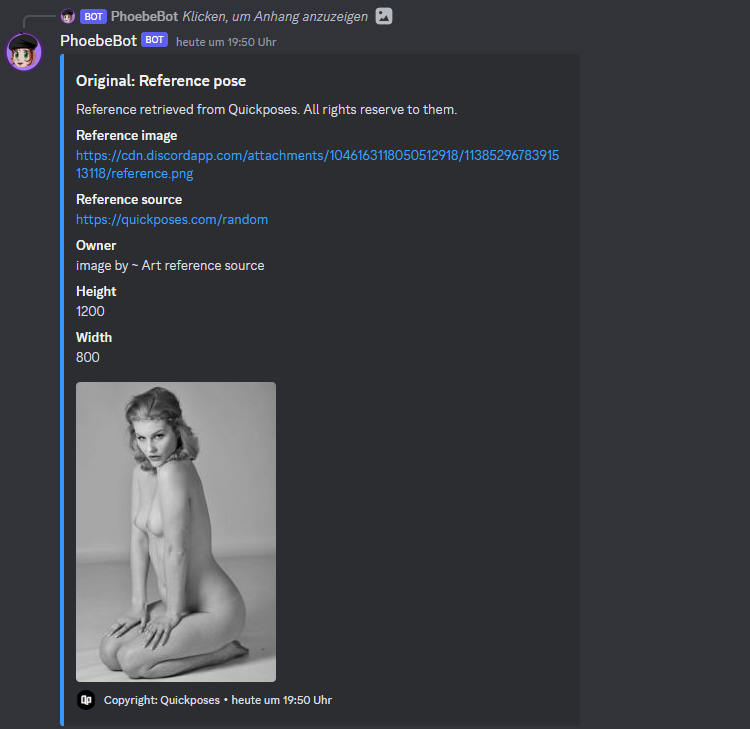 BOT PhoebeBot Klicken, um Anhang anzuzeigen
PhoebeBot BOT heute um 19:50 Uhr
Original: Reference pose
Reference retrieved from Quickposes. All rights reserve to them.
Reference image
https://cdn.discordapp.com/attachments/1046163118050512918/11385296783915
13118/reference.png
Reference source
https://quickposes.com/random
Owner
image by ~ Art reference source
Height
1200
Width
800
Qp Copyright: Quickposes • heute um 19:50 Uhr